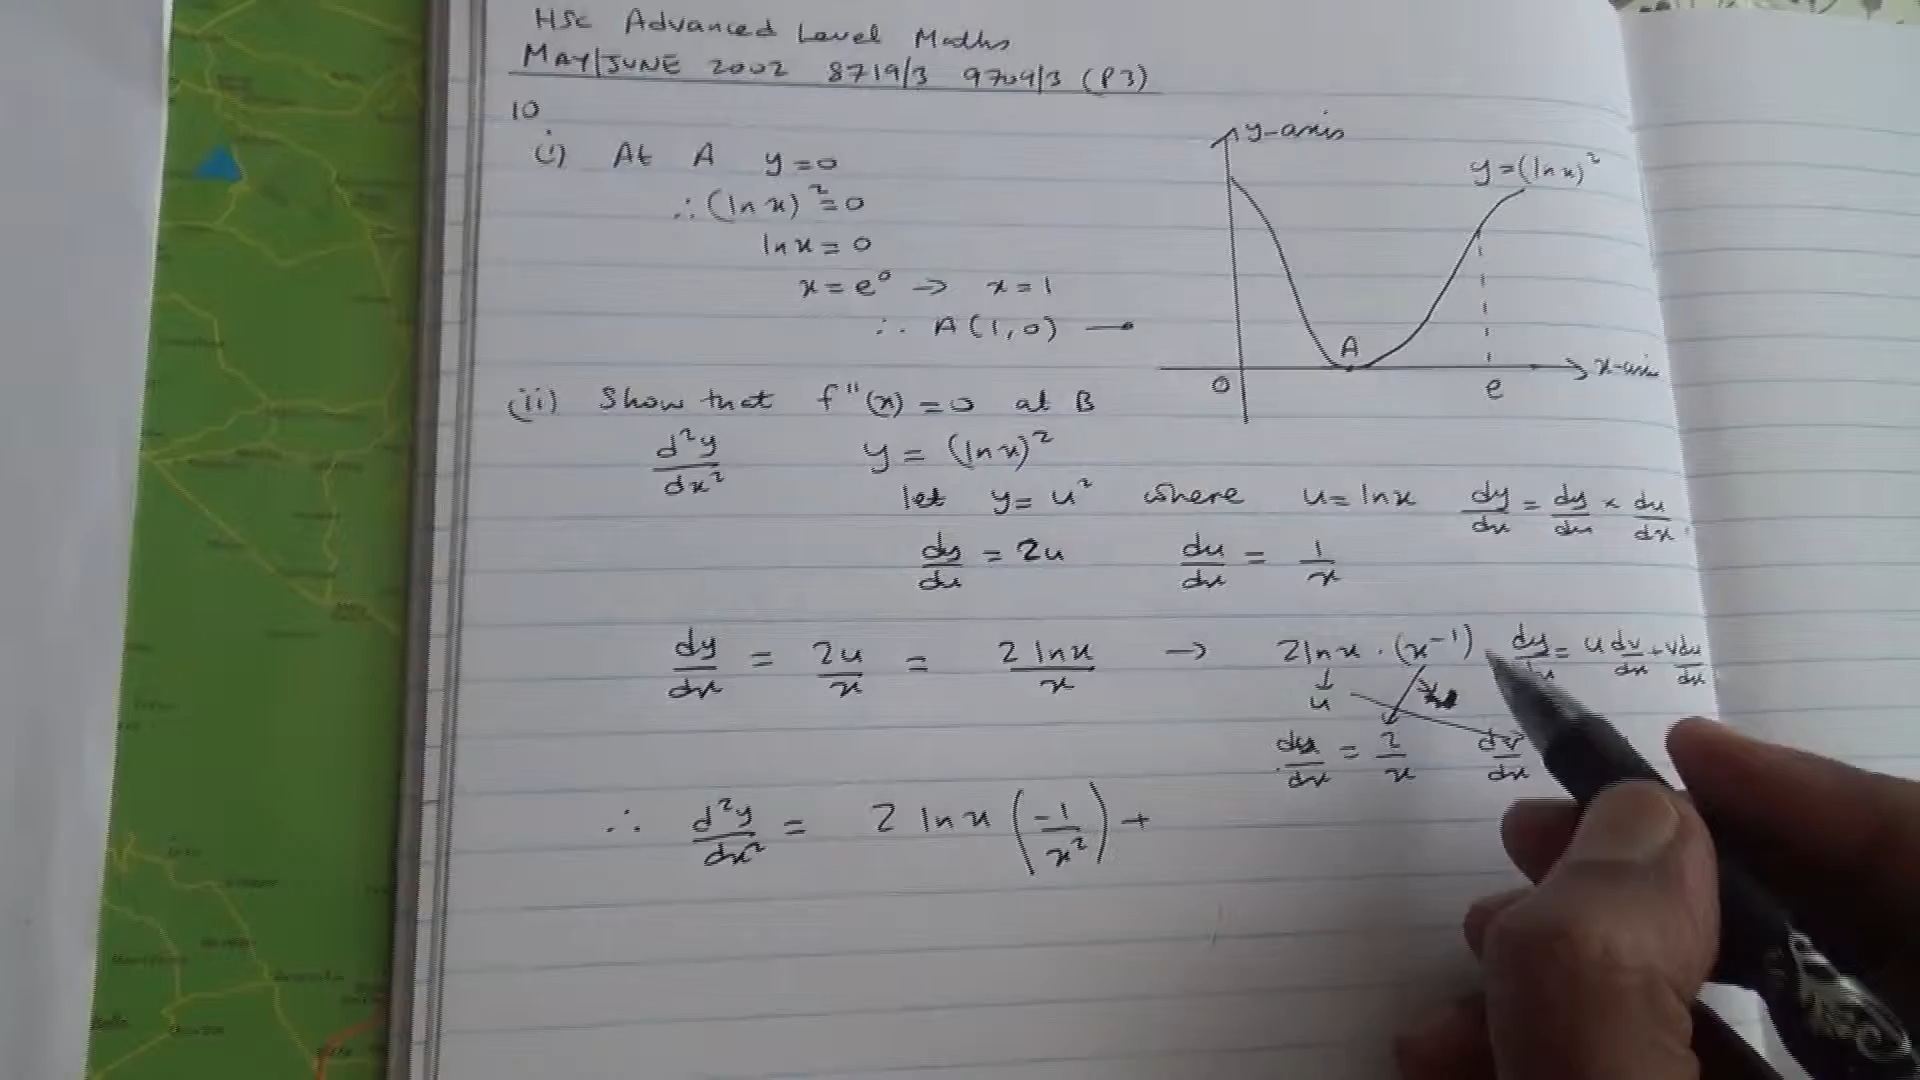 HSc Advanced Level Maths
MAY/JUNE 2002 8719/3 9709/3 (P3)
10
(i) At A y=0
∴ (ln x)²=0
ln x = 0
x = e⁰ → x = 1
∴ A(1,0)
y-axis
y=(ln x)²
A
0
e
x-axis
(ii) Show that f"(x) = 0 at B
d²y/dx² y = (ln x)²
let y = u² where u = ln x dy/dx = dy/du × du/dx
dy/du = 2u du/dx = 1/x
dy/dx = 2u/x = 2 ln x/x → 2 ln x · (x⁻¹) dy/dx = u dv/dx + v du/dx
u
du/dx = 2/x dv/dx
∴ d²y/dx² = 2 ln x (-1/x²) +